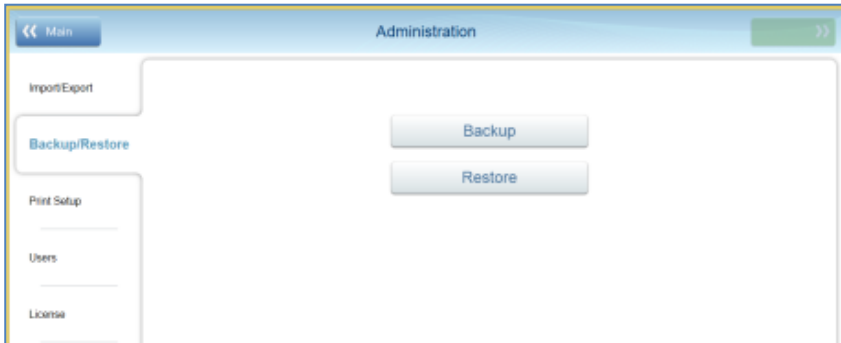 Main
Administration
Import/Export
Backup/Restore
Print Setup
Users
License
Backup
Restore